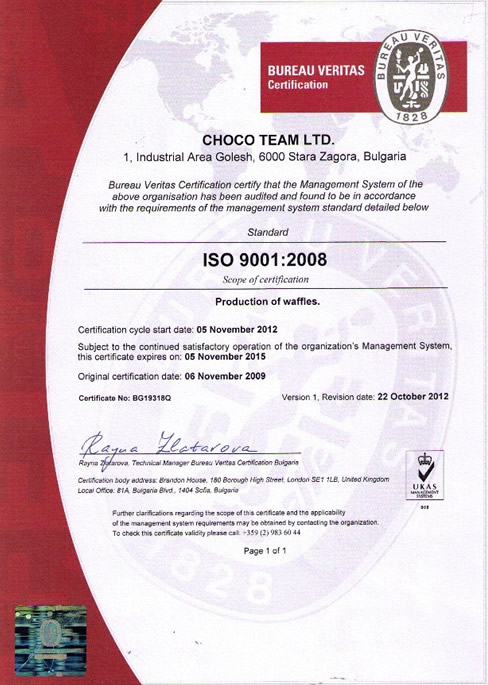 BUREAU VERITAS
Certification
BUREAU VERITAS
1828
CHOCO TEAM LTD.
1, Industrial Area Golesh, 6000 Stara Zagora, Bulgaria
Bureau Veritas Certification certify that the Management System of the
above organisation has been audited and found to be in accordance
with the requirements of the management system standard detailed below
Standard
ISO 9001:2008
Scope of certification
Production of waffles.
Certification cycle start date: 05 November 2012
Subject to the continued satisfactory operation of the organization's Management System,
this certificate expires on: 05 November 2015
Original certification date: 06 November 2009
Certificate No: BG19318Q
Version 1, Revision date: 22 October 2012
Rayna Zlatarova
Rayna Zlatarova, Technical Manager Bureau Veritas Certification Bulgaria
Certification body address: Brandon House, 180 Borough High Street, London SE1 1LB, United Kingdom
Local Office: 81A, Bulgaria Blvd., 1404 Sofia, Bulgaria
UKAS
MANAGEMENT
SYSTEMS
008
Further clarifications regarding the scope of this certificate and the applicability
of the management system requirements may be obtained by contacting the organization.
To check this certificate validity please call: +359 (2) 983 60 44
Page 1 of 1
BUREAU VERITAS
1828